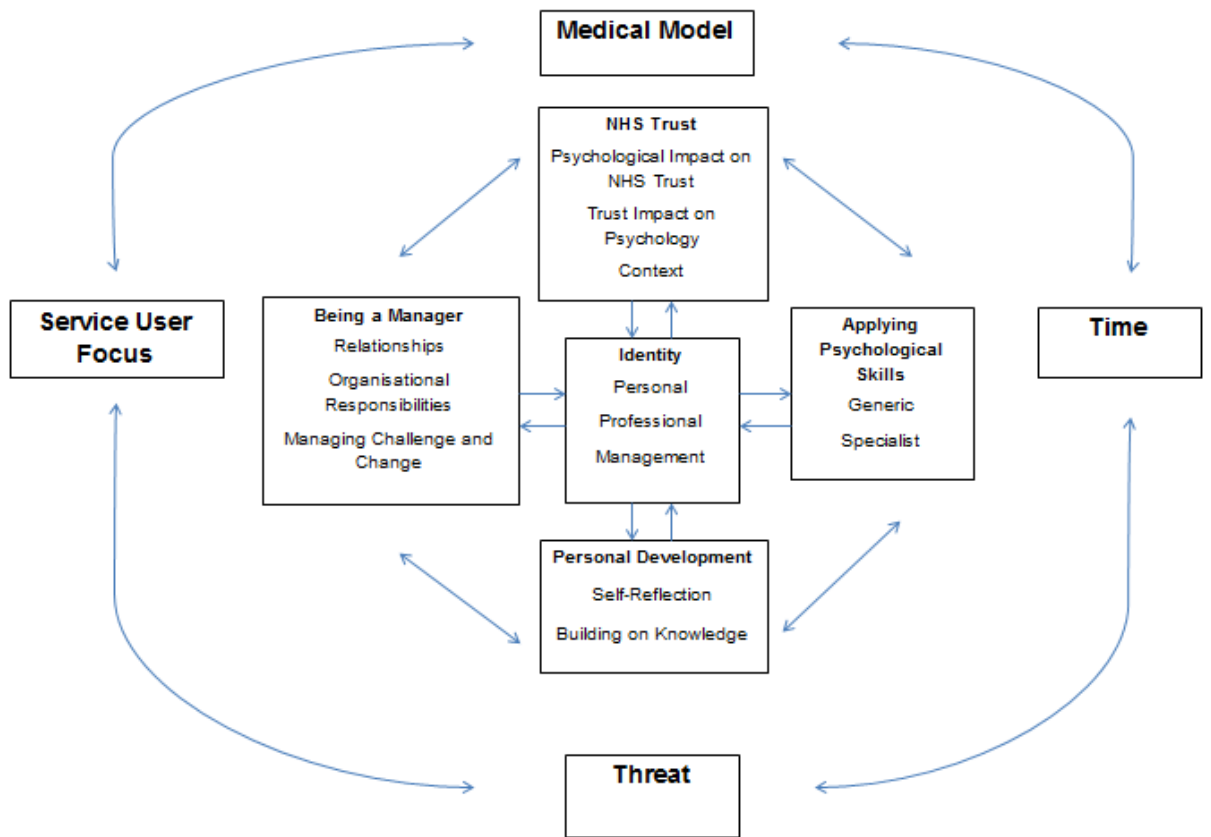 Medical Model
NHS Trust
Psychological Impact on
NHS Trust
Trust Impact on
Psychology
Context
Service User
Focus
Being a Manager
Relationships
Organisational
Responsibilities
Managing Challenge and
Change
Identity
Personal
Professional
Management
Applying
Psychological
Skills
Generic
Specialist
Time
Personal Development
Self-Reflection
Building on Knowledge
Threat